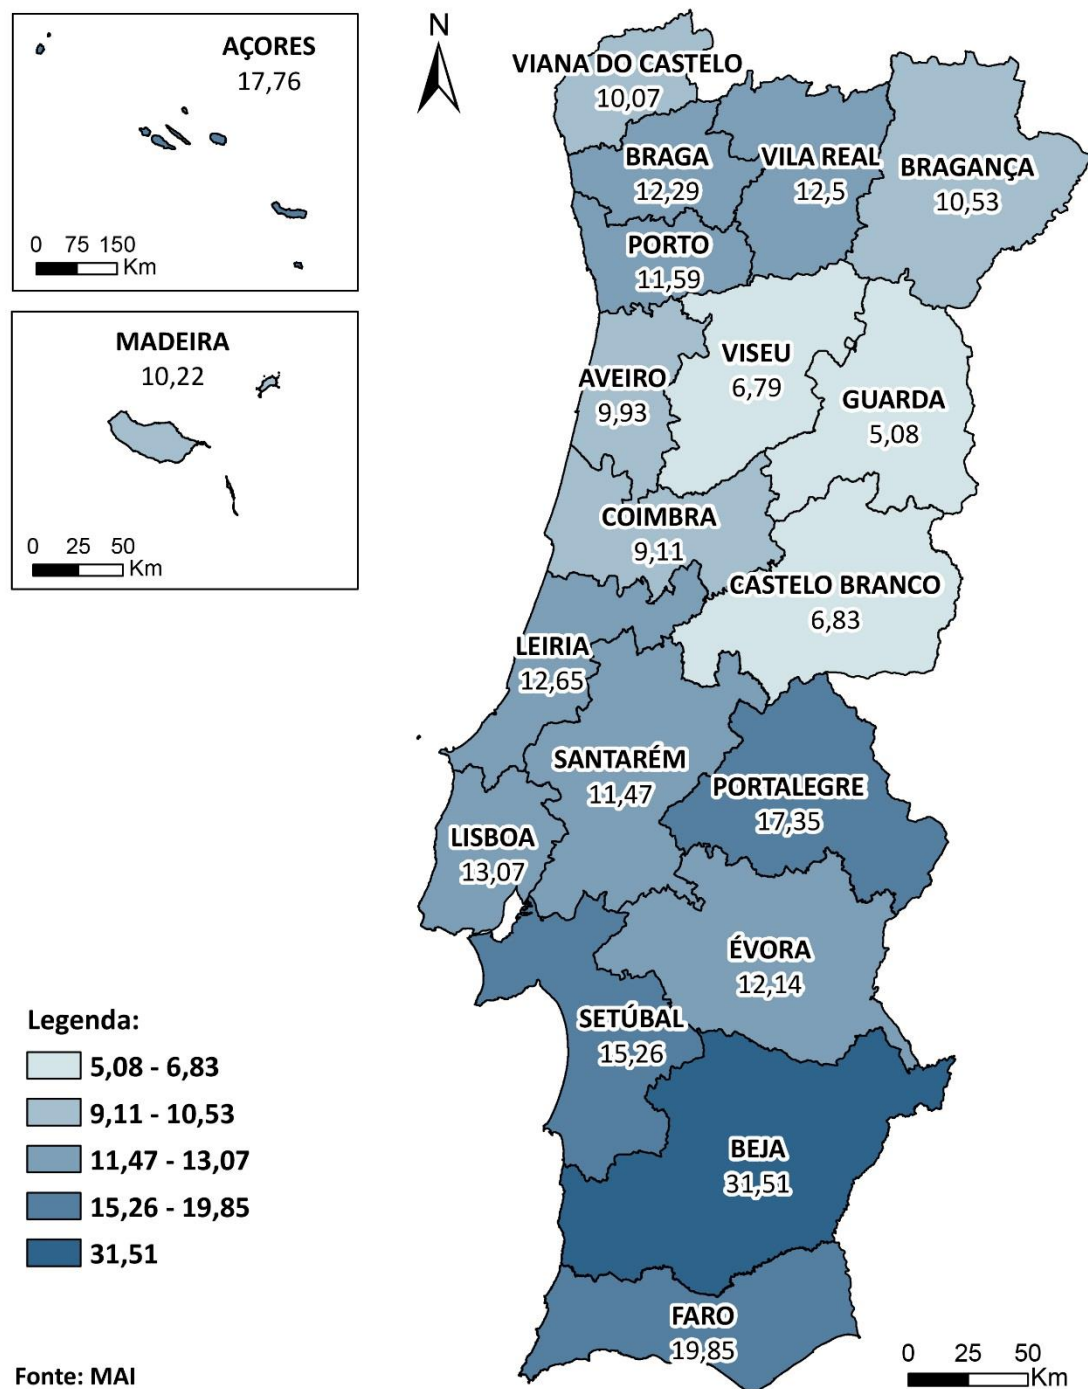 AÇORES
17,76
0 75 150
Km
MADEIRA
10,22
0 25 50
Km
N
VIANA DO CASTELO
10,07
BRAGA
12,29
VILA REAL
12,5
BRAGANÇA
10,53
PORTO
11,59
AVEIRO
9,93
VISEU
6,79
GUARDA
5,08
COIMBRA
9,11
CASTELO BRANCO
6,83
LEIRIA
12,65
SANTARÉM
11,47
PORTALEGRE
17,35
LISBOA
13,07
ÉVORA
12,14
SETÚBAL
15,26
BEJA
31,51
FARO
19,85
Legenda:
5,08 - 6,83
9,11 - 10,53
11,47 - 13,07
15,26 - 19,85
31,51
Fonte: MAI
0 25 50
Km